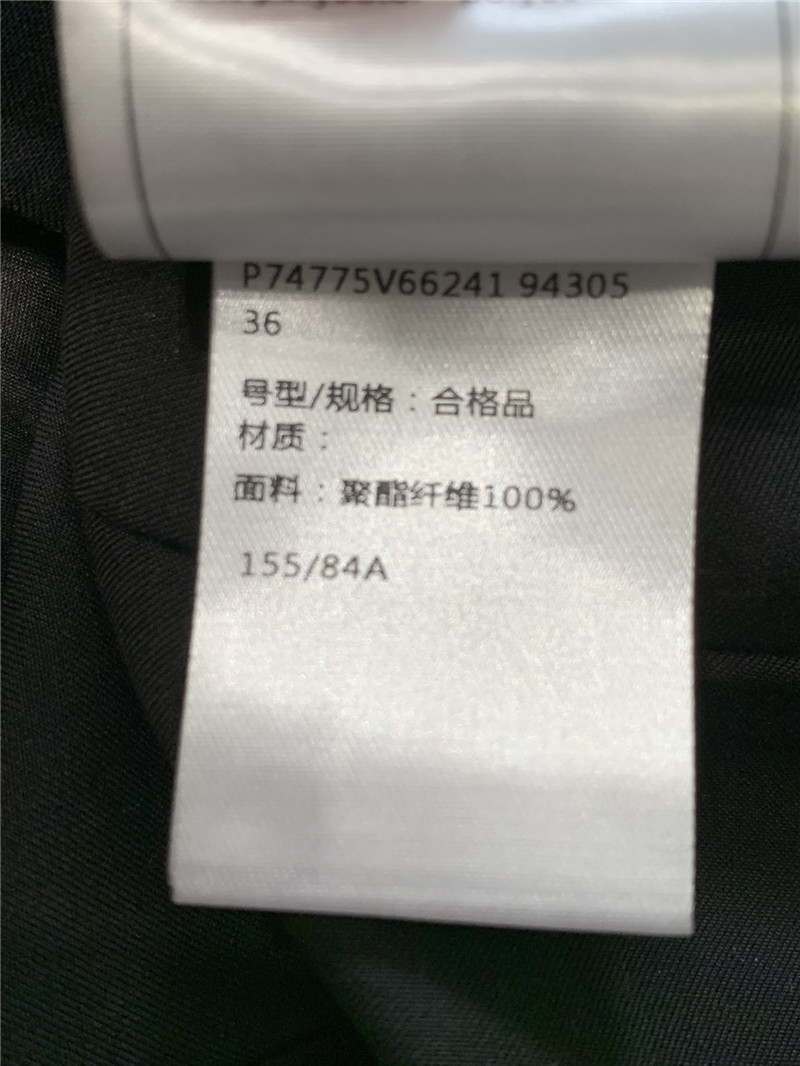 P74775V66241 94305
36
号型/规格：合格品
材质：
面料：聚酯纤维100%
155/84A